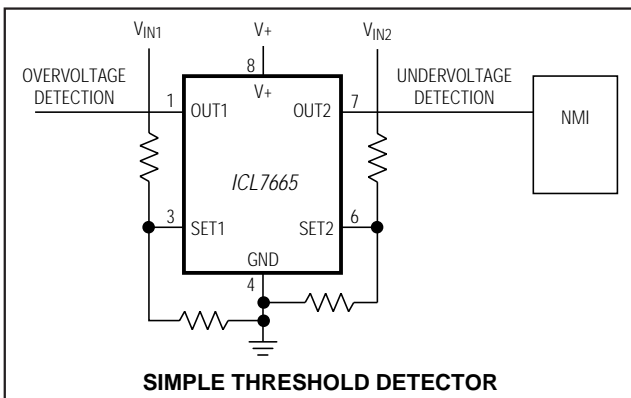 VIN1
V+
VIN2
OVERVOLTAGE
DETECTION
8
V+
UNDERVOLTAGE
DETECTION
1
OUT1
OUT2
7
NMI
ICL7665
3
SET1
SET2
6
GND
4
SIMPLE THRESHOLD DETECTOR